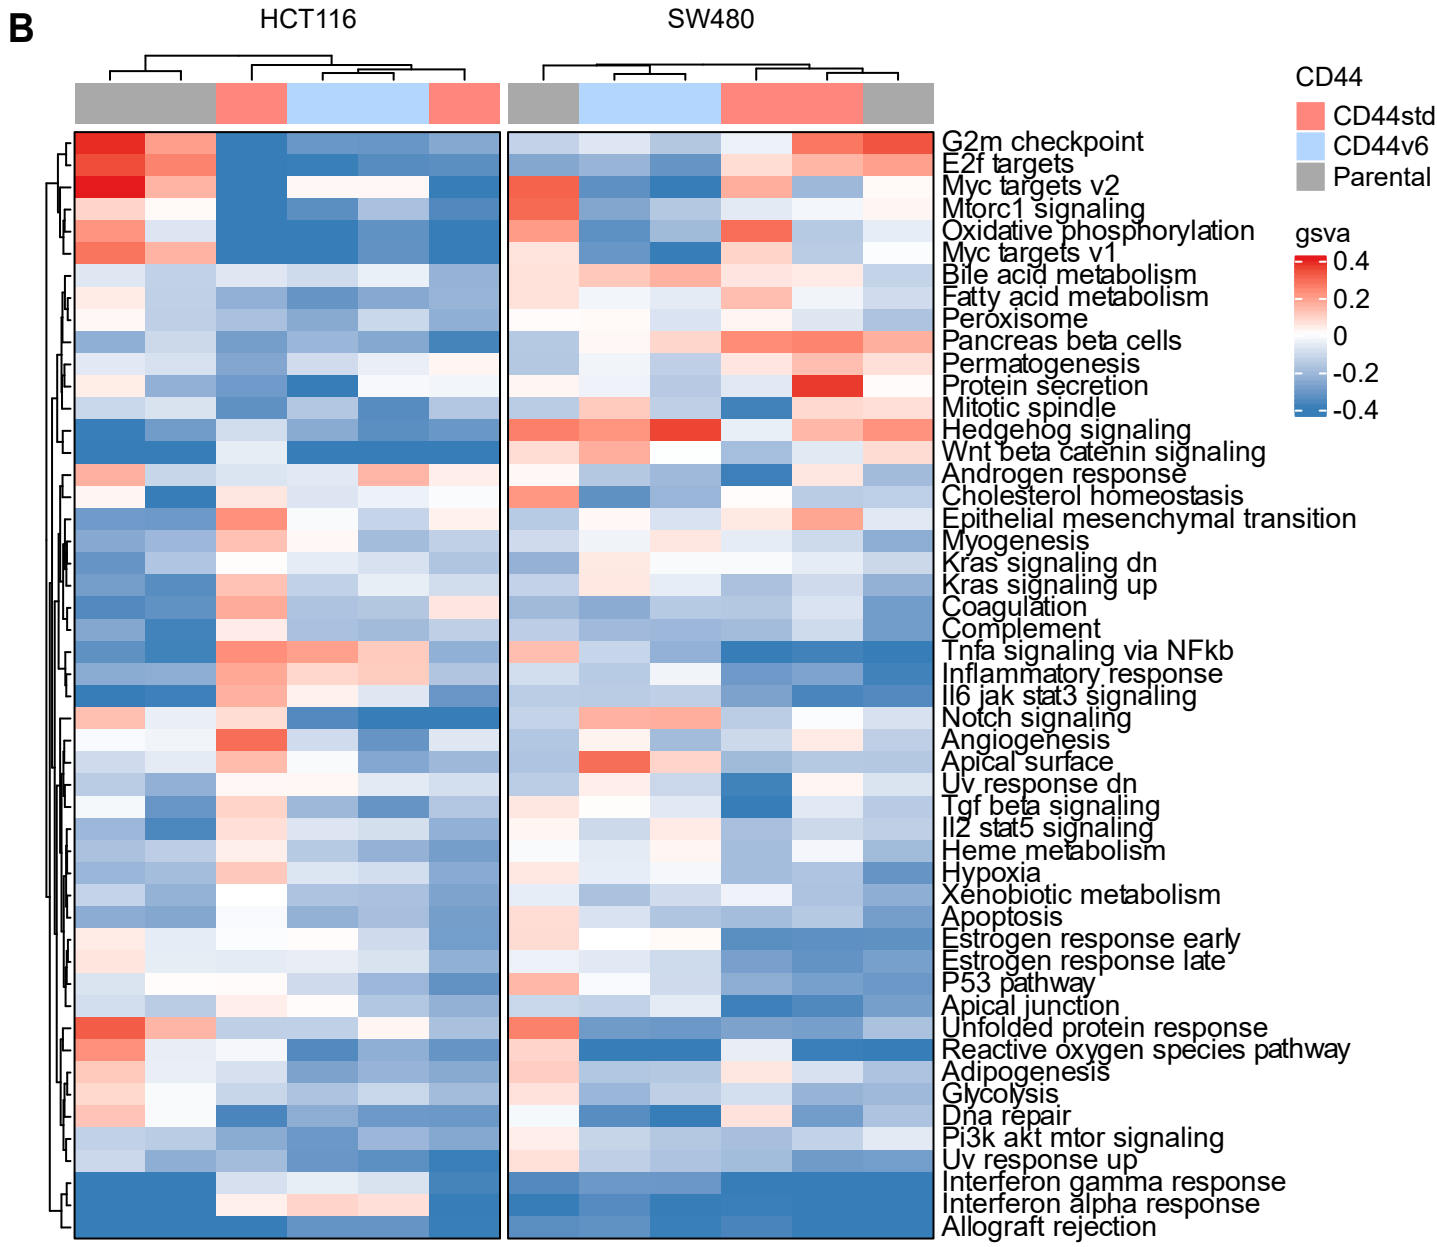 B
HCT116
SW480
G2m checkpoint
E2f targets
Myc targets v2
Mtorc1 signaling
Oxidative phosphorylation
Myc targets v1
Bile acid metabolism
Fatty acid metabolism
Peroxisome
Pancreas beta cells
Permatogenesis
Protein secretion
Mitotic spindle
Hedgehog signaling
Wnt beta catenin signaling
Androgen response
Cholesterol homeostasis
Epithelial mesenchymal transition
Myogenesis
Kras signaling dn
Kras signaling up
Coagulation
Complement
Tnfa signaling via NFkb
Inflammatory response
Il6 jak stat3 signaling
Notch signaling
Angiogenesis
Apical surface
Uv response dn
Tgf beta signaling
Il2 stat5 signaling
Heme metabolism
Hypoxia
Xenobiotic metabolism
Apoptosis
Estrogen response early
Estrogen response late
P53 pathway
Apical junction
Unfolded protein response
Reactive oxygen species pathway
Adipogenesis
Glycolysis
Dna repair
Pi3k akt mtor signaling
Uv response up
Interferon gamma response
Interferon alpha response
Allograft rejection
CD44
CD44std
CD44v6
Parental
gsva
0.4
0.2
0
-0.2
-0.4